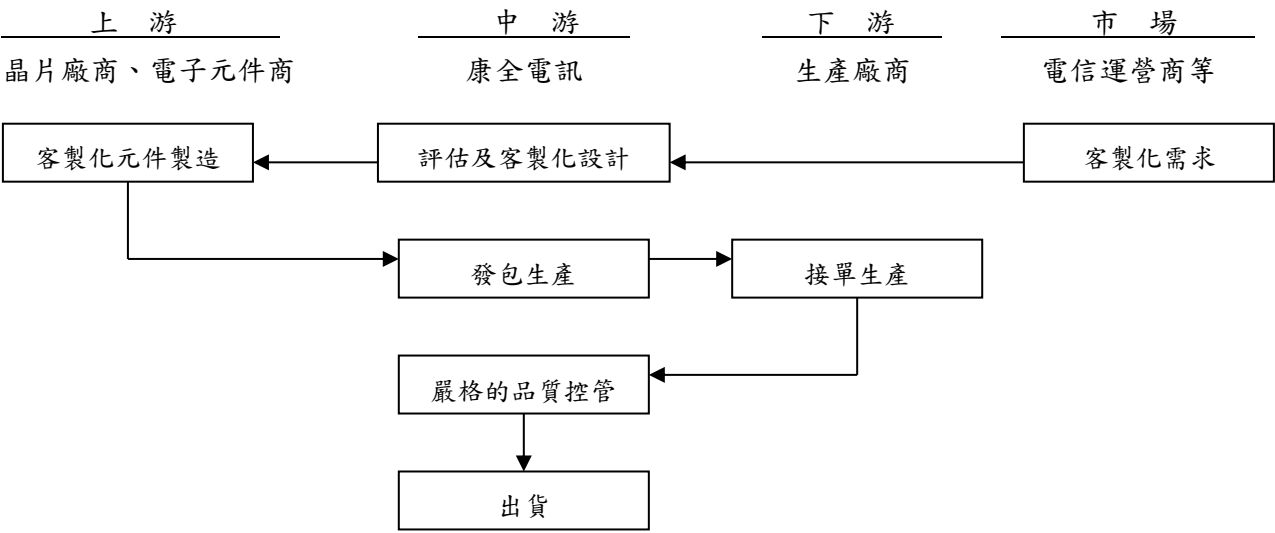 上 游 中 游 下 游 市 場
晶片廠商、電子元件商 康全電訊 生產廠商 電信運營商等
客製化元件製造 評估及客製化設計 客製化需求
發包生產 接單生產
嚴格的品質控管
出貨